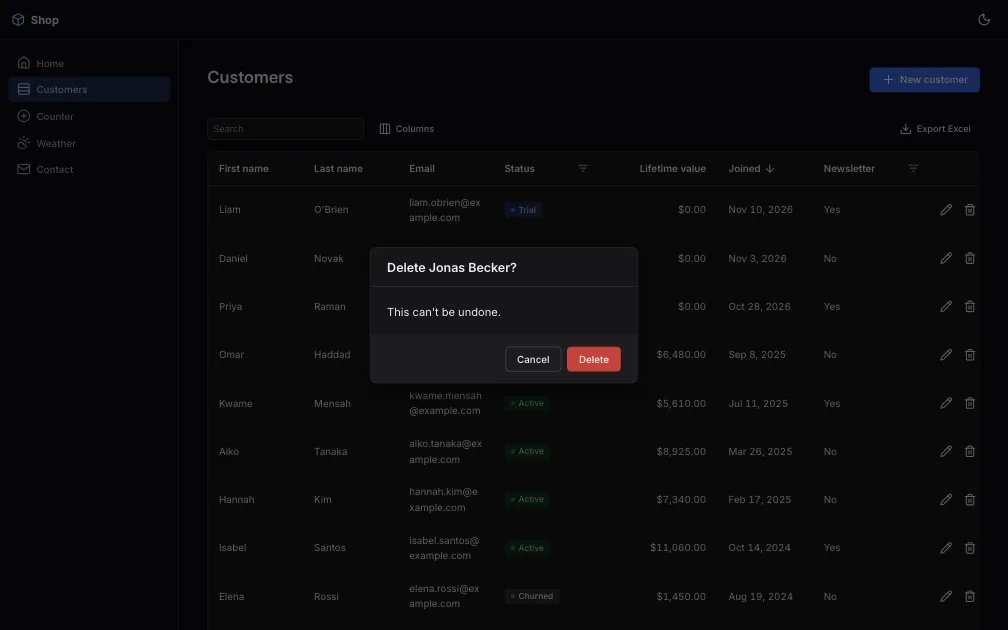 Shop
Home
Customers
Counter
Weather
Contact
Customers
New customer
Search
Columns
Export Excel
First name Last name Email Status Lifetime value Joined Newsletter
Liam O'Brien liam.obrien@ex Trial $0.00 Nov 10, 2026 Yes
ample.com
Daniel Novak $0.00 Nov 3, 2026 No
Priya Raman $0.00 Oct 28, 2026 Yes
Omar Haddad $6,480.00 Sep 8, 2025 No
Delete Jonas Becker?
This can't be undone.
Cancel Delete
Kwame Mensah kwame.mensah Active $5,610.00 Jul 11, 2025 Yes
@example.com
Aiko Tanaka aiko.tanaka@ex Active $8,925.00 Mar 26, 2025 No
ample.com
Hannah Kim hannah.kim@e Active $7,340.00 Feb 17, 2025 No
xample.com
Isabel Santos isabel.santos@ Active $11,060.00 Oct 14, 2024 Yes
example.com
Elena Rossi elena.rossi@ex Churned $1,450.00 Aug 19, 2024 No
ample.com